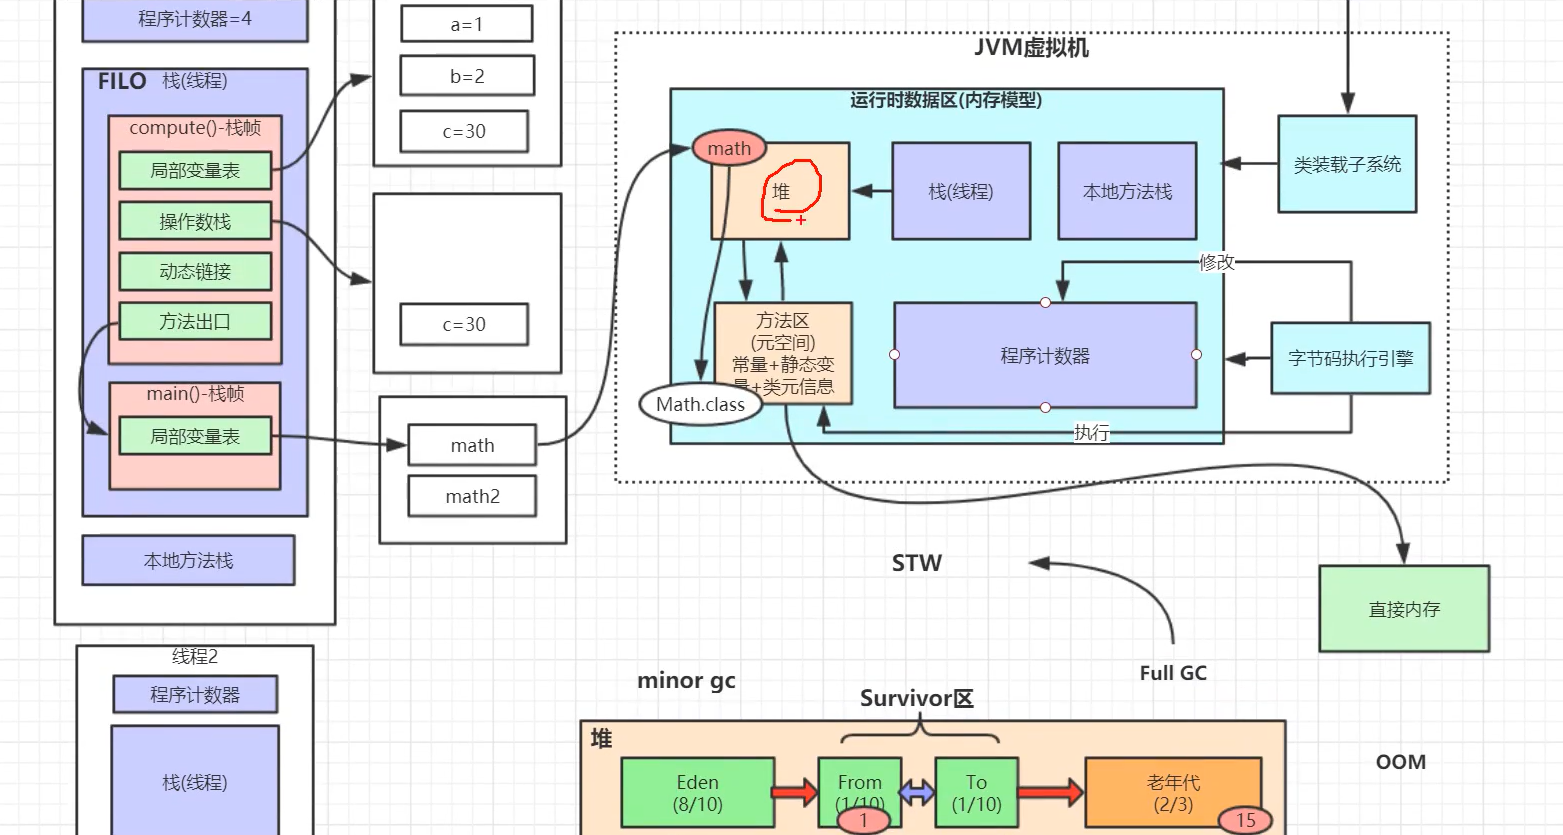 程序计数器=4
FILO 栈(线程)
compute()-栈帧
局部变量表
操作数栈
动态链接
方法出口
main()-栈帧
局部变量表
本地方法栈
线程2
程序计数器
栈(线程)
a=1
b=2
c=30
c=30
math
math2
JVM虚拟机
运行时数据区(内存模型)
math
堆
栈(线程)
本地方法栈
类装载子系统
修改
方法区
(元空间)
常量+静态变
量+类元信息
Math.class
程序计数器
字节码执行引擎
执行
STW
直接内存
Full GC
minor gc
Survivor区
堆
Eden
(8/10)
From
(1/10)
1
To
(1/10)
老年代
(2/3)
15
OOM